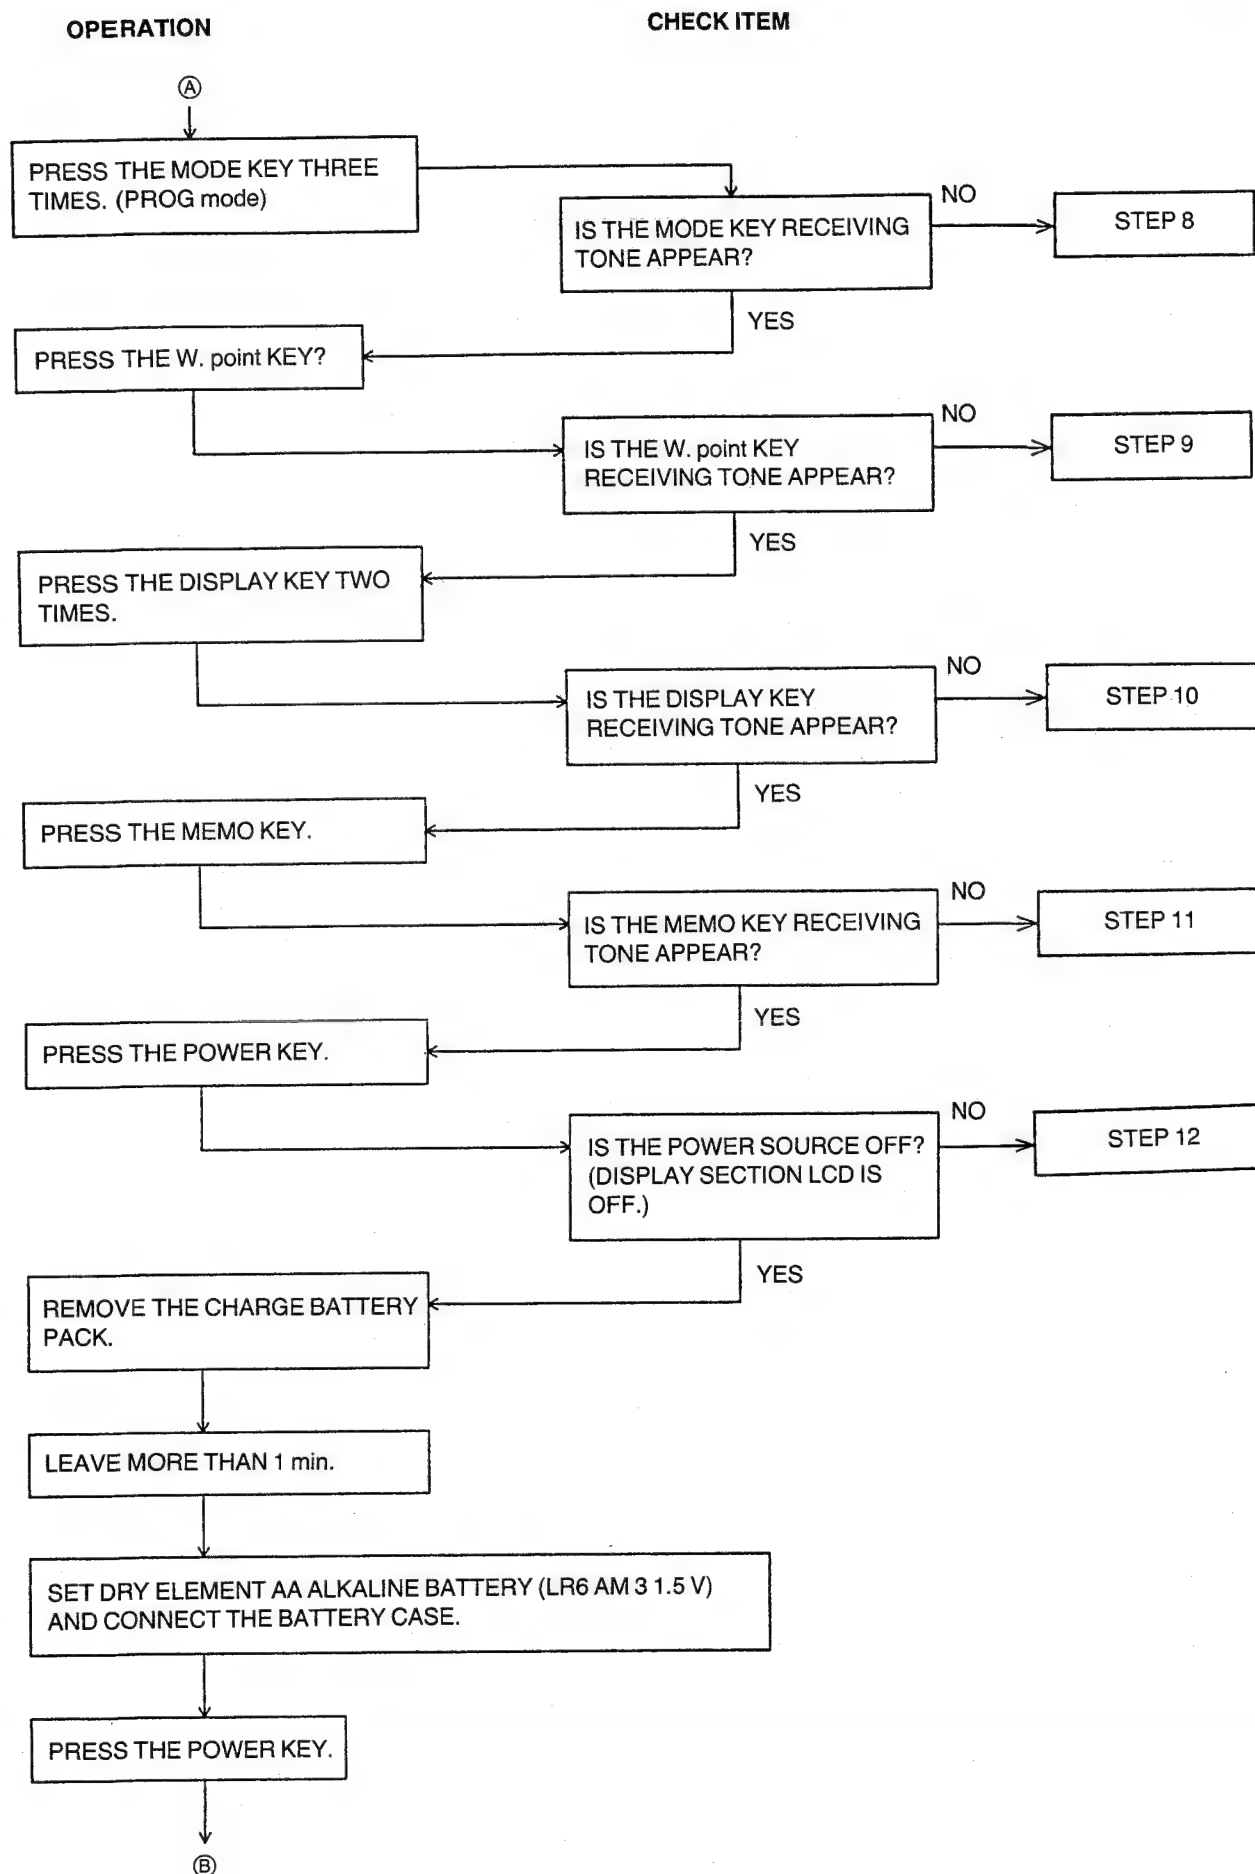 OPERATION
CHECK ITEM
Ⓐ
PRESS THE MODE KEY THREE
TIMES. (PROG mode)
IS THE MODE KEY RECEIVING
TONE APPEAR?
NO
STEP 8
YES
PRESS THE W. point KEY?
IS THE W. point KEY
RECEIVING TONE APPEAR?
NO
STEP 9
YES
PRESS THE DISPLAY KEY TWO
TIMES.
IS THE DISPLAY KEY
RECEIVING TONE APPEAR?
NO
STEP 10
YES
PRESS THE MEMO KEY.
IS THE MEMO KEY RECEIVING
TONE APPEAR?
NO
STEP 11
YES
PRESS THE POWER KEY.
IS THE POWER SOURCE OFF?
(DISPLAY SECTION LCD IS
OFF.)
NO
STEP 12
YES
REMOVE THE CHARGE BATTERY
PACK.
LEAVE MORE THAN 1 min.
SET DRY ELEMENT AA ALKALINE BATTERY (LR6 AM 3 1.5 V)
AND CONNECT THE BATTERY CASE.
PRESS THE POWER KEY.
Ⓑ